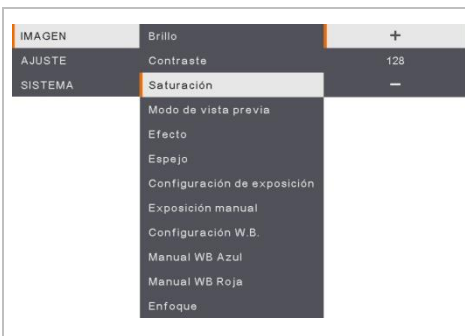 IMAGEN
AJUSTE
SISTEMA
Brillo
Contraste
Saturación
Modo de vista previa
Efecto
Espejo
Configuración de exposición
Exposición manual
Configuración W.B.
Manual WB Azul
Manual WB Roja
Enfoque
+
128
−